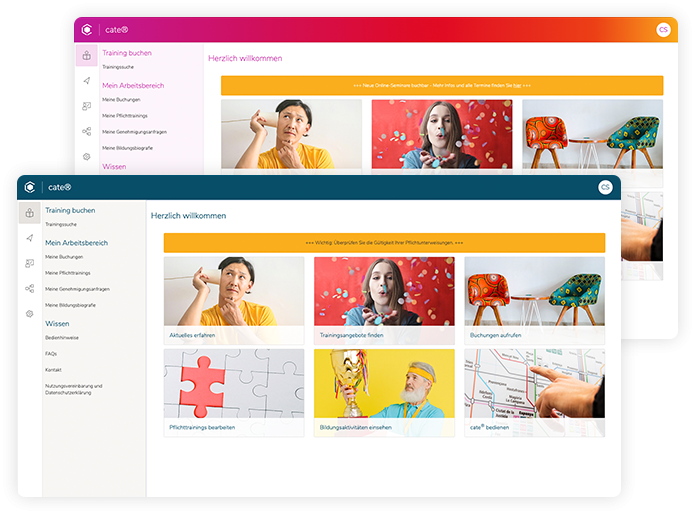 cate®
CS
Training buchen
Trainingssuche
Mein Arbeitsbereich
Meine Buchungen
Meine Pflichttrainings
Meine Genehmigungsanfragen
Meine Bildungsbiografie
Wissen
Herzlich willkommen
+++ Neue Online-Seminare buchbar - Mehr Infos und alle Termine finden Sie hier +++
cate®
CS
Training buchen
Trainingssuche
Mein Arbeitsbereich
Meine Buchungen
Meine Pflichttrainings
Meine Genehmigungsanfragen
Meine Bildungsbiografie
Wissen
Bedienhinweise
FAQs
Kontakt
Nutzungsvereinbarung und
Datenschutzerklärung
Herzlich willkommen
+++ Wichtig: Überprüfen Sie die Gültigkeit Ihrer Pflichtunterweisungen. +++
Aktuelles erfahren
Trainingsangebote finden
Buchungen aufrufen
Pflichttrainings bearbeiten
Bildungsaktivitäten einsehen
cate® bedienen